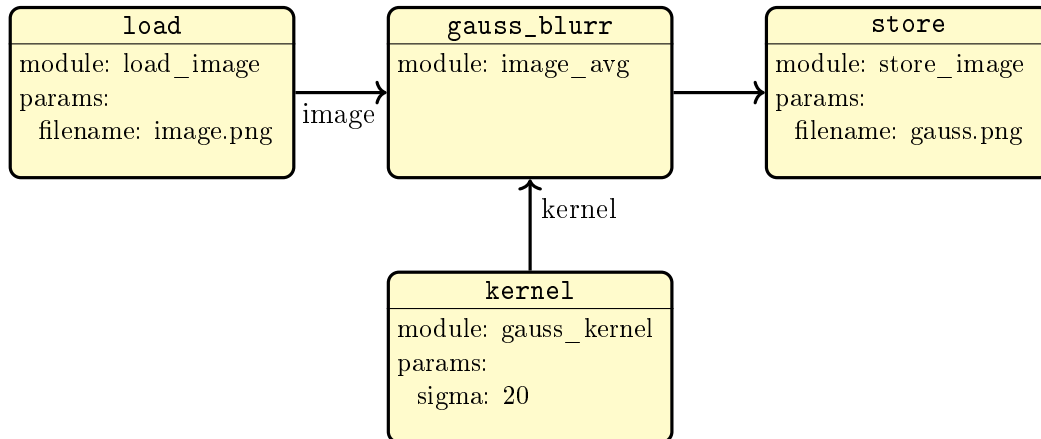 load
module: load_image
params:
filename: image.png
image
gauss_blurr
module: image_avg
store
module: store_image
params:
filename: gauss.png
kernel
kernel
module: gauss_kernel
params:
sigma: 20